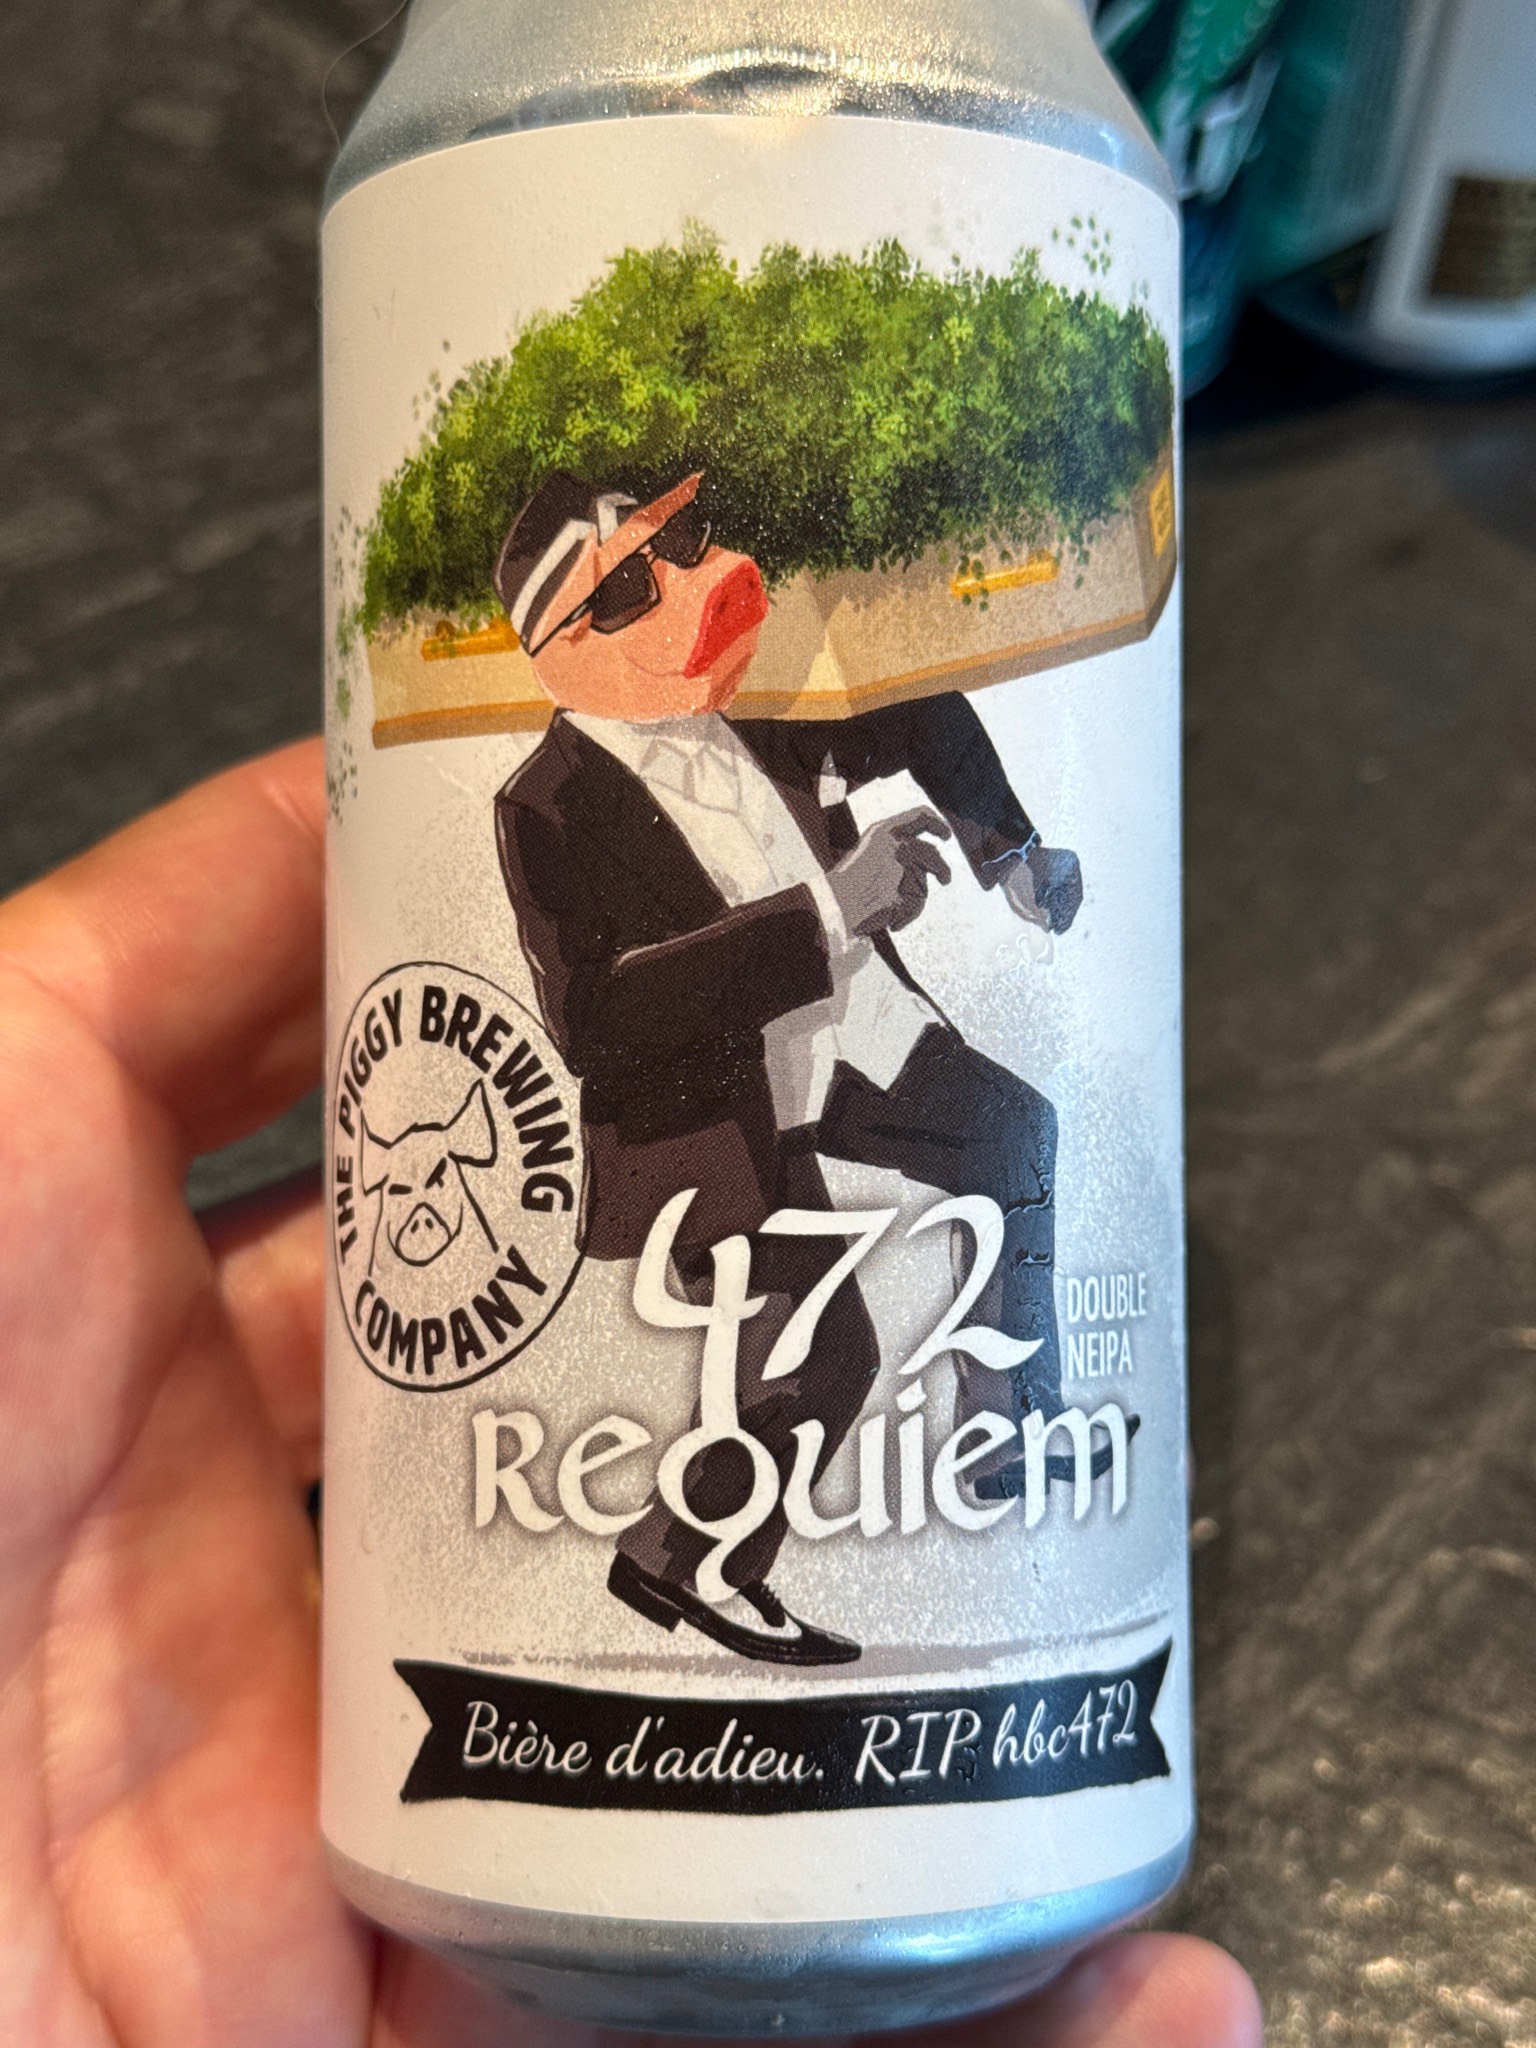 THE PIGGY BREWING
COMPANY
472
Requiem
DOUBLE
NEIPA
Bière d'adieu. RIP hbc472